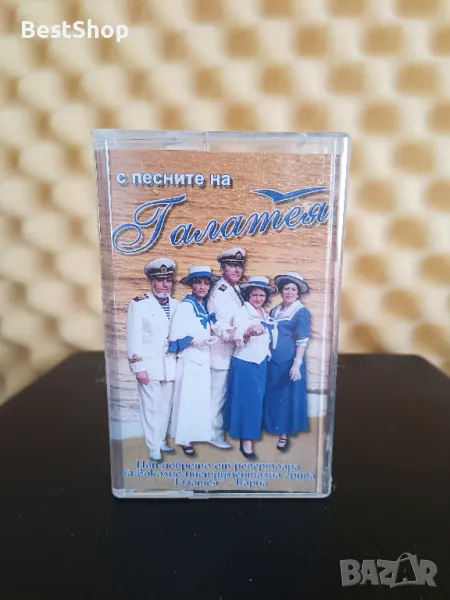 BestShop
с песните на
Галатея
Най-доброто от репертоара
на вокално-инструментална група
Галатея - Варна
BAZAR